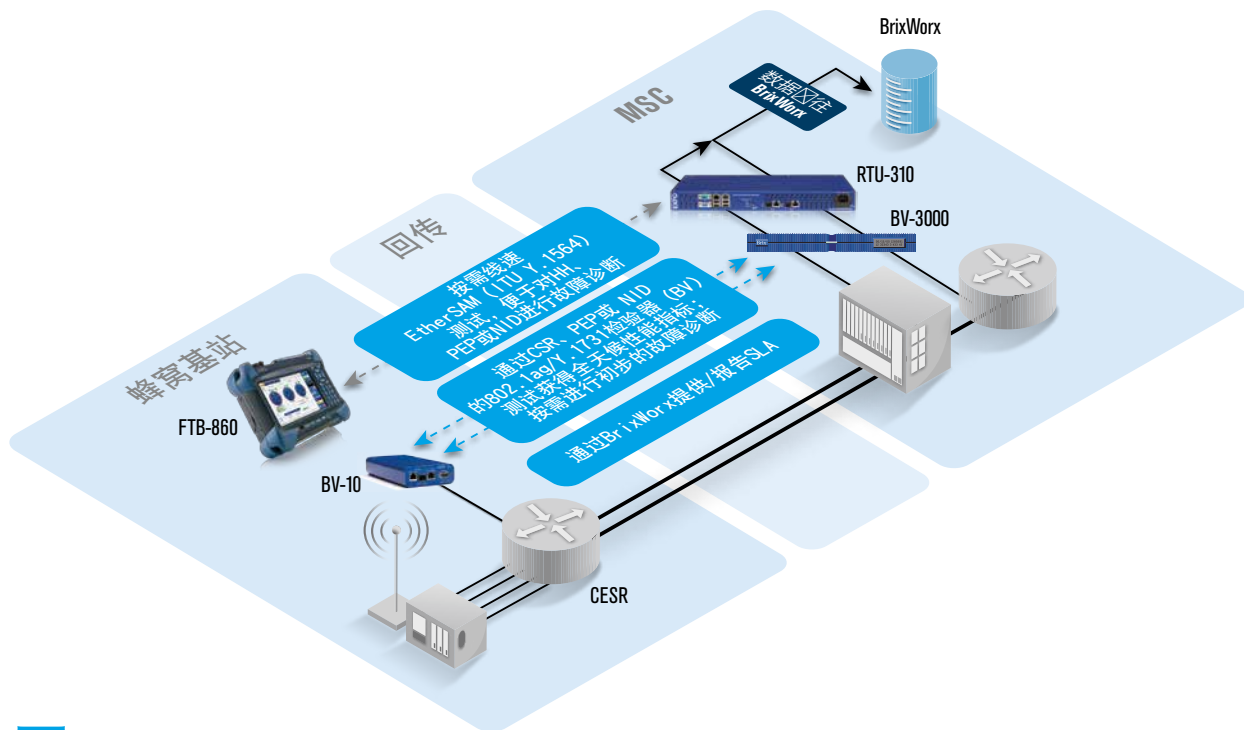 BrixWorx
数据☒往
BrixWorx
MSC
RTU-310
BV-3000
回传
按需线速
EtherSAM (ITU Y.1564)
测试，便于对HH、
PEP或NID进行故障诊断
通过CSR、PEP或 NID
的802.1ag/Y.1731检验器 (BV)
测试获得全天候性能指标；
按需进行初步的故障诊断
通过BrixWorx提供/报告SLA
蜂窝基站
FTB-860
BV-10
CESR
EXFO
Brix